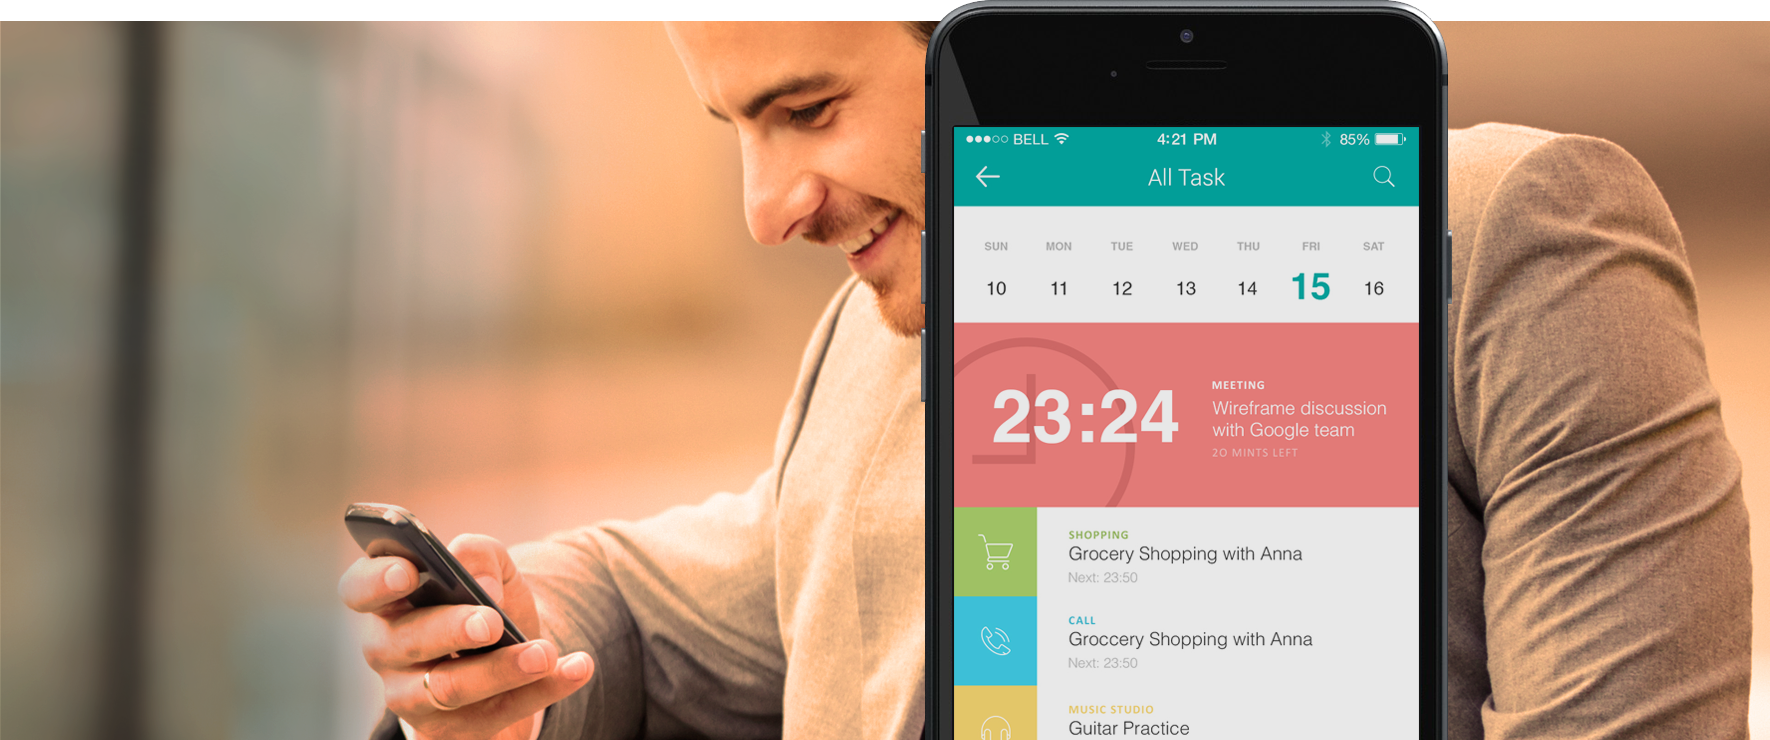 BELL 4:21 PM 85%
All Task
SUN MON TUE WED THU FRI SAT
10 11 12 13 14 15 16
23:24
MEETING
Wireframe discussion
with Google team
20 MINTS LEFT
SHOPPING
Grocery Shopping with Anna
Next: 23:50
CALL
Groccery Shopping with Anna
Next: 23:50
MUSIC STUDIO
Guitar Practice